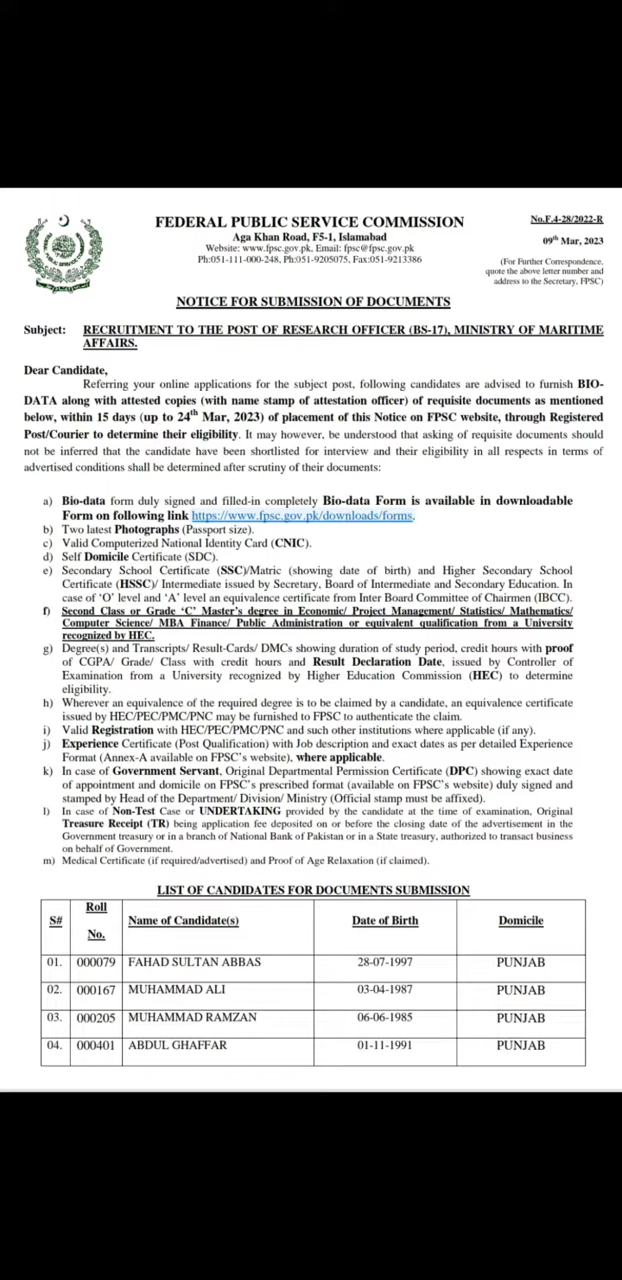 FEDERAL PUBLIC SERVICE COMMISSION
Aga Khan Road, F5-1, Islamabad
Website: www.fpsc.gov.pk, Email: fpsc@fpsc.gov.pk
Ph:051-111-000-248, Ph:051-9205075, Fax:051-9213386
No.F.4-28/2022-R
09th Mar, 2023
(For Further Correspondence,
quote the above letter number and
address to the Secretary, FPSC)
NOTICE FOR SUBMISSION OF DOCUMENTS
Subject: RECRUITMENT TO THE POST OF RESEARCH OFFICER (BS-17), MINISTRY OF MARITIME
AFFAIRS.
Dear Candidate,
Referring your online applications for the subject post, following candidates are advised to furnish BIO-
DATA along with attested copies (with name stamp of attestation officer) of requisite documents as mentioned
below, within 15 days (up to 24th Mar, 2023) of placement of this Notice on FPSC website, through Registered
Post/Courier to determine their eligibility. It may however, be understood that asking of requisite documents should
not be inferred that the candidate have been shortlisted for interview and their eligibility in all respects in terms of
advertised conditions shall be determined after scrutiny of their documents:
a) Bio-data form duly signed and filled-in completely Bio-data Form is available in downloadable
Form on following link https://www.fpsc.gov.pk/downloads/forms.
b) Two latest Photographs (Passport size).
c) Valid Computerized National Identity Card (CNIC).
d) Self Domicile Certificate (SDC).
e) Secondary School Certificate (SSC)/Matric (showing date of birth) and Higher Secondary School
Certificate (HSSC)/ Intermediate issued by Secretary, Board of Intermediate and Secondary Education. In
case of 'O' level and 'A' level an equivalence certificate from Inter Board Committee of Chairmen (IBCC).
f) Second Class or Grade 'C' Master's degree in Economic/ Project Management/ Statistics/ Mathematics/
Computer Science/ MBA Finance/ Public Administration or equivalent qualification from a University
recognized by HEC.
g) Degree(s) and Transcripts/ Result-Cards/ DMCs showing duration of study period, credit hours with proof
of CGPA/ Grade/ Class with credit hours and Result Declaration Date, issued by Controller of
Examination from a University recognized by Higher Education Commission (HEC) to determine
eligibility.
h) Wherever an equivalence of the required degree is to be claimed by a candidate, an equivalence certificate
issued by HEC/PEC/PMC/PNC may be furnished to FPSC to authenticate the claim.
i) Valid Registration with HEC/PEC/PMC/PNC and such other institutions where applicable (if any).
j) Experience Certificate (Post Qualification) with Job description and exact dates as per detailed Experience
Format (Annex-A available on FPSC's website), where applicable.
k) In case of Government Servant, Original Departmental Permission Certificate (DPC) showing exact date
of appointment and domicile on FPSC's prescribed format (available on FPSC's website) duly signed and
stamped by Head of the Department/ Division/ Ministry (Official stamp must be affixed).
l) In case of Non-Test Case or UNDERTAKING provided by the candidate at the time of examination, Original
Treasure Receipt (TR) being application fee deposited on or before the closing date of the advertisement in the
Government treasury or in a branch of National Bank of Pakistan or in a State treasury, authorized to transact business
on behalf of Government.
m) Medical Certificate (if required/advertised) and Proof of Age Relaxation (if claimed).
LIST OF CANDIDATES FOR DOCUMENTS SUBMISSION
S# Roll No. Name of Candidate(s) Date of Birth Domicile
01. 000079 FAHAD SULTAN ABBAS 28-07-1997 PUNJAB
02. 000167 MUHAMMAD ALI 03-04-1987 PUNJAB
03. 000205 MUHAMMAD RAMZAN 06-06-1985 PUNJAB
04. 000401 ABDUL GHAFFAR 01-11-1991 PUNJAB